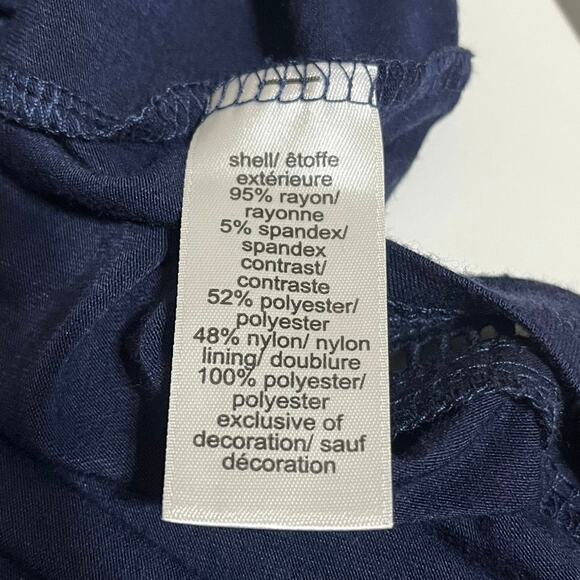 shell/ êtoffe
extérieure
95% rayon/
rayonne
5% spandex/
spandex
contrast/
contraste
52% polyester/
polyester
48% nylon/ nylon
lining/ doublure
100% polyester/
polyester
exclusive of
decoration/ sauf
décoration